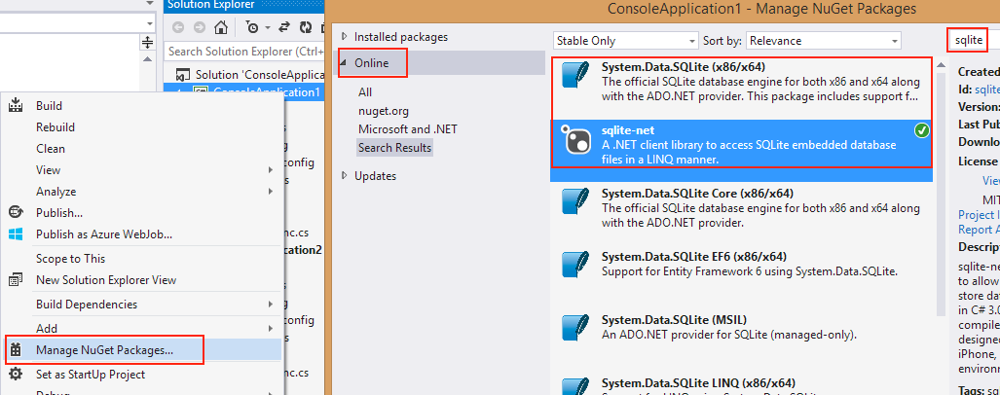 Solution Explorer
Search Solution Explorer (Ctrl+
Solution 'ConsoleApplica
ConsoleApplication1
Build
Rebuild
Clean
View
Analyze
Publish...
Publish as Azure WebJob...
Scope to This
New Solution Explorer View
Build Dependencies
Add
Manage NuGet Packages...
Set as StartUp Project
Debug
config
nc.cs
ation2
config
nc.cs
ConsoleApplication1 - Manage NuGet Packages
Installed packages
Online
All
nuget.org
Microsoft and .NET
Search Results
Updates
Stable Only
Sort by:
Relevance
sqlite
System.Data.SQLite (x86/x64)
The official SQLite database engine for both x86 and x64 along
with the ADO.NET provider. This package includes support f...
sqlite-net
A .NET client library to access SQLite embedded database
files in a LINQ manner.
System.Data.SQLite Core (x86/x64)
The official SQLite database engine for both x86 and x64 along
with the ADO.NET provider.
System.Data.SQLite EF6 (x86/x64)
Support for Entity Framework 6 using System.Data.SQLite.
System.Data.SQLite (MSIL)
An ADO.NET provider for SQLite (managed-only).
System.Data.SQLite LINQ (x86/x64)
Created
Id: sqlite
Version:
Last Pub
Downloa
License
View
MIT
Project I
Report A
Descript
sqlite-ne
to allow
store dat
in C# 3.0
compile
designed
iPhone,
environm
Tags: sq